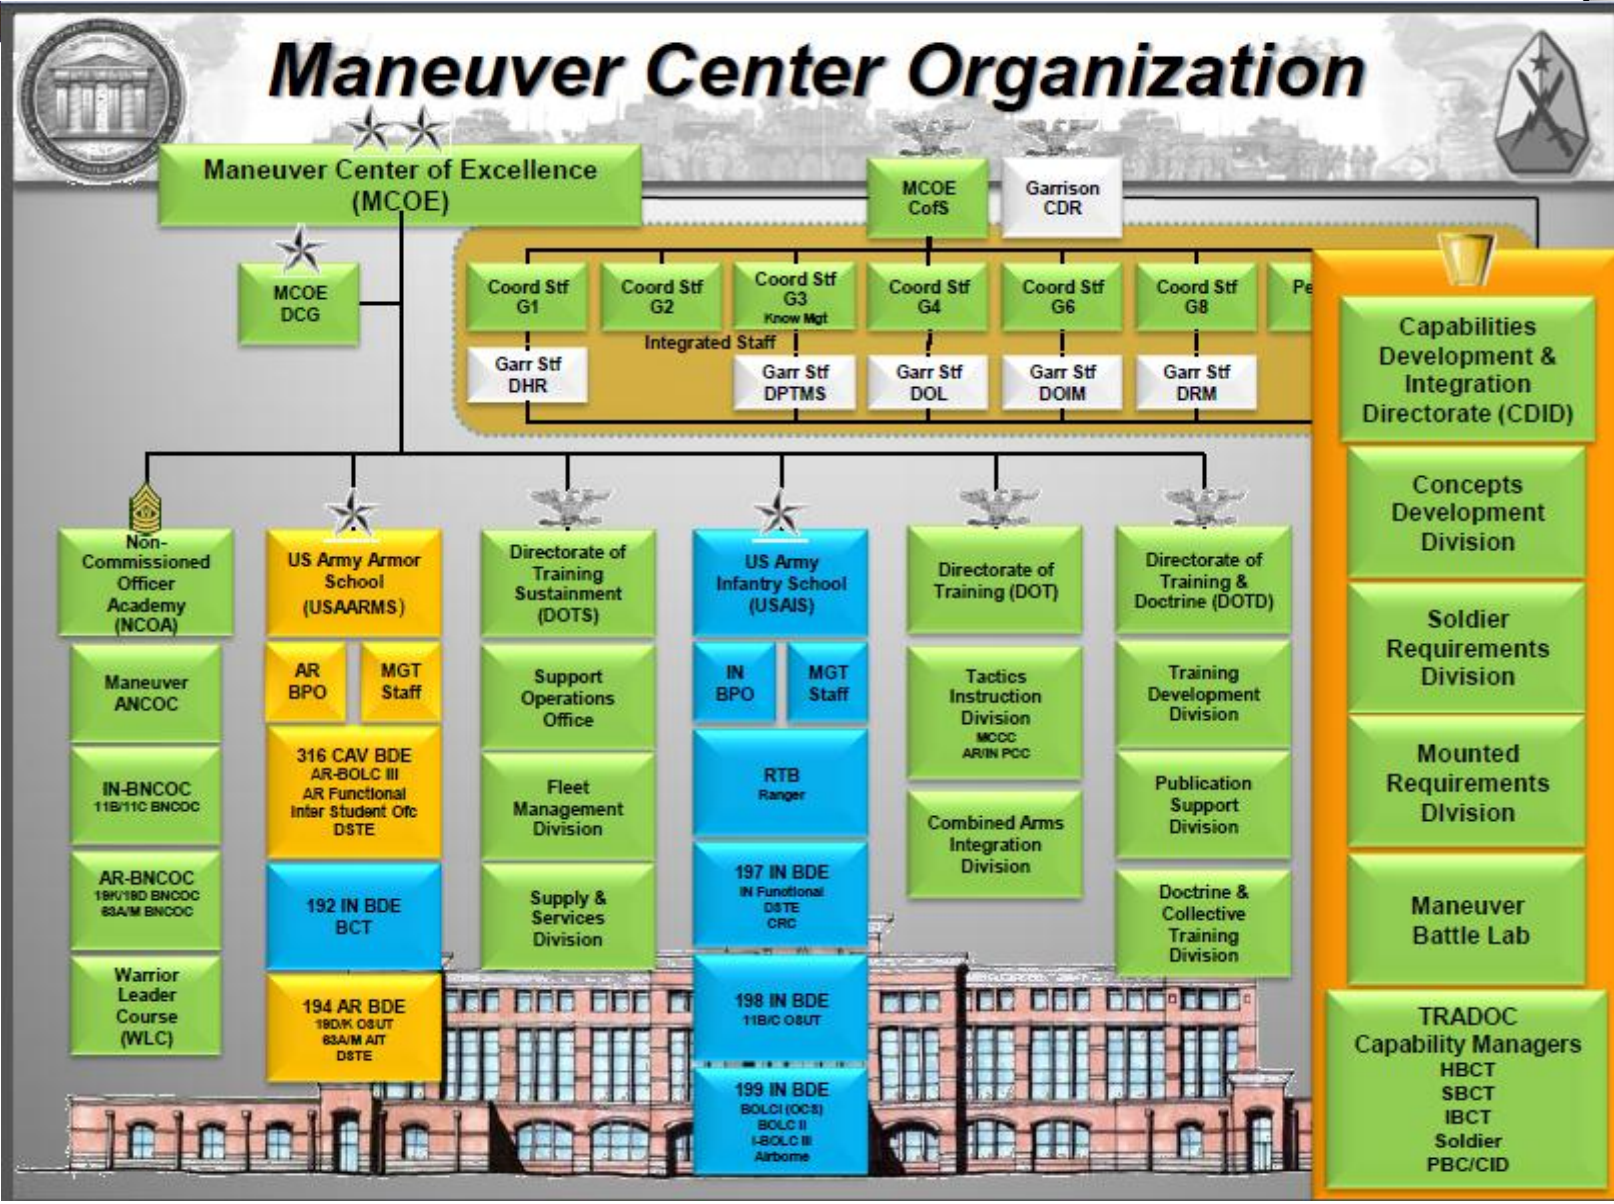 Maneuver Center Organization
Maneuver Center of Excellence
(MCOE)
MCOE
CofS
Garrison
CDR
MCOE
DCG
Coord Stf
G1
Coord Stf
G2
Coord Stf
G3
Know Mgt
Coord Stf
G4
Coord Stf
G6
Coord Stf
G8
Pe
Integrated Staff
Garr Stf
DHR
Garr Stf
DPTMS
Garr Stf
DOL
Garr Stf
DOIM
Garr Stf
DRM
Non-
Commissioned
Officer
Academy
(NCOA)
Maneuver
ANCOC
IN-BNCOC
11B/11C BNCOC
AR-BNCOC
19K/19D BNCOC
63A/M BNCOC
Warrior
Leader
Course
(WLC)
US Army Armor
School
(USAARMS)
AR
BPO
MGT
Staff
316 CAV BDE
AR-BOLC III
AR Functional
Inter Student Ofc
DSTE
192 IN BDE
BCT
194 AR BDE
19D/K OSUT
63A/M AIT
DSTE
Directorate of
Training
Sustainment
(DOTS)
Support
Operations
Office
Fleet
Management
Division
Supply &
Services
Division
US Army
Infantry School
(USAIS)
IN
BPO
MGT
Staff
RTB
Ranger
197 IN BDE
IN Functional
DSTE
CRC
198 IN BDE
11B/C OSUT
199 IN BDE
BOLCI (OCS)
BOLC II
I-BOLC III
Airborne
Directorate of
Training (DOT)
Tactics
Instruction
Division
MCCC
AR/IN PCC
Combined Arms
Integration
Division
Directorate of
Training &
Doctrine (DOTD)
Training
Development
Division
Publication
Support
Division
Doctrine &
Collective
Training
Division
Capabilities
Development &
Integration
Directorate (CDID)
Concepts
Development
Division
Soldier
Requirements
Division
Mounted
Requirements
DIvision
Maneuver
Battle Lab
TRADOC
Capability Managers
HBCT
SBCT
IBCT
Soldier
PBC/CID